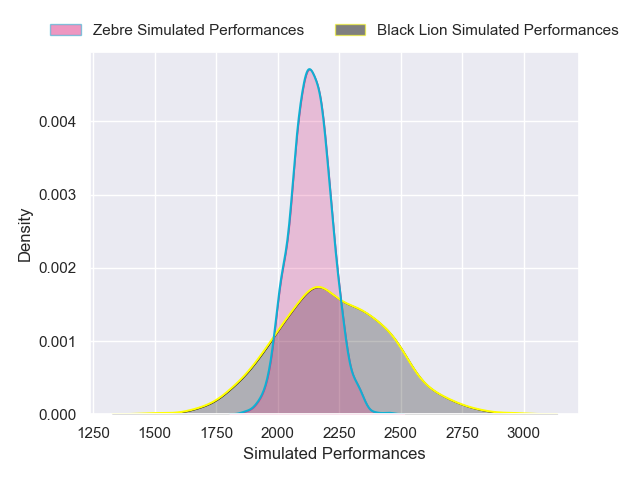 Zebre Simulated Performances
Black Lion Simulated Performances
Density
0.004
0.003
0.002
0.001
0.000
1250 1500 1750 2000 2250 2500 2750 3000
Simulated Performances